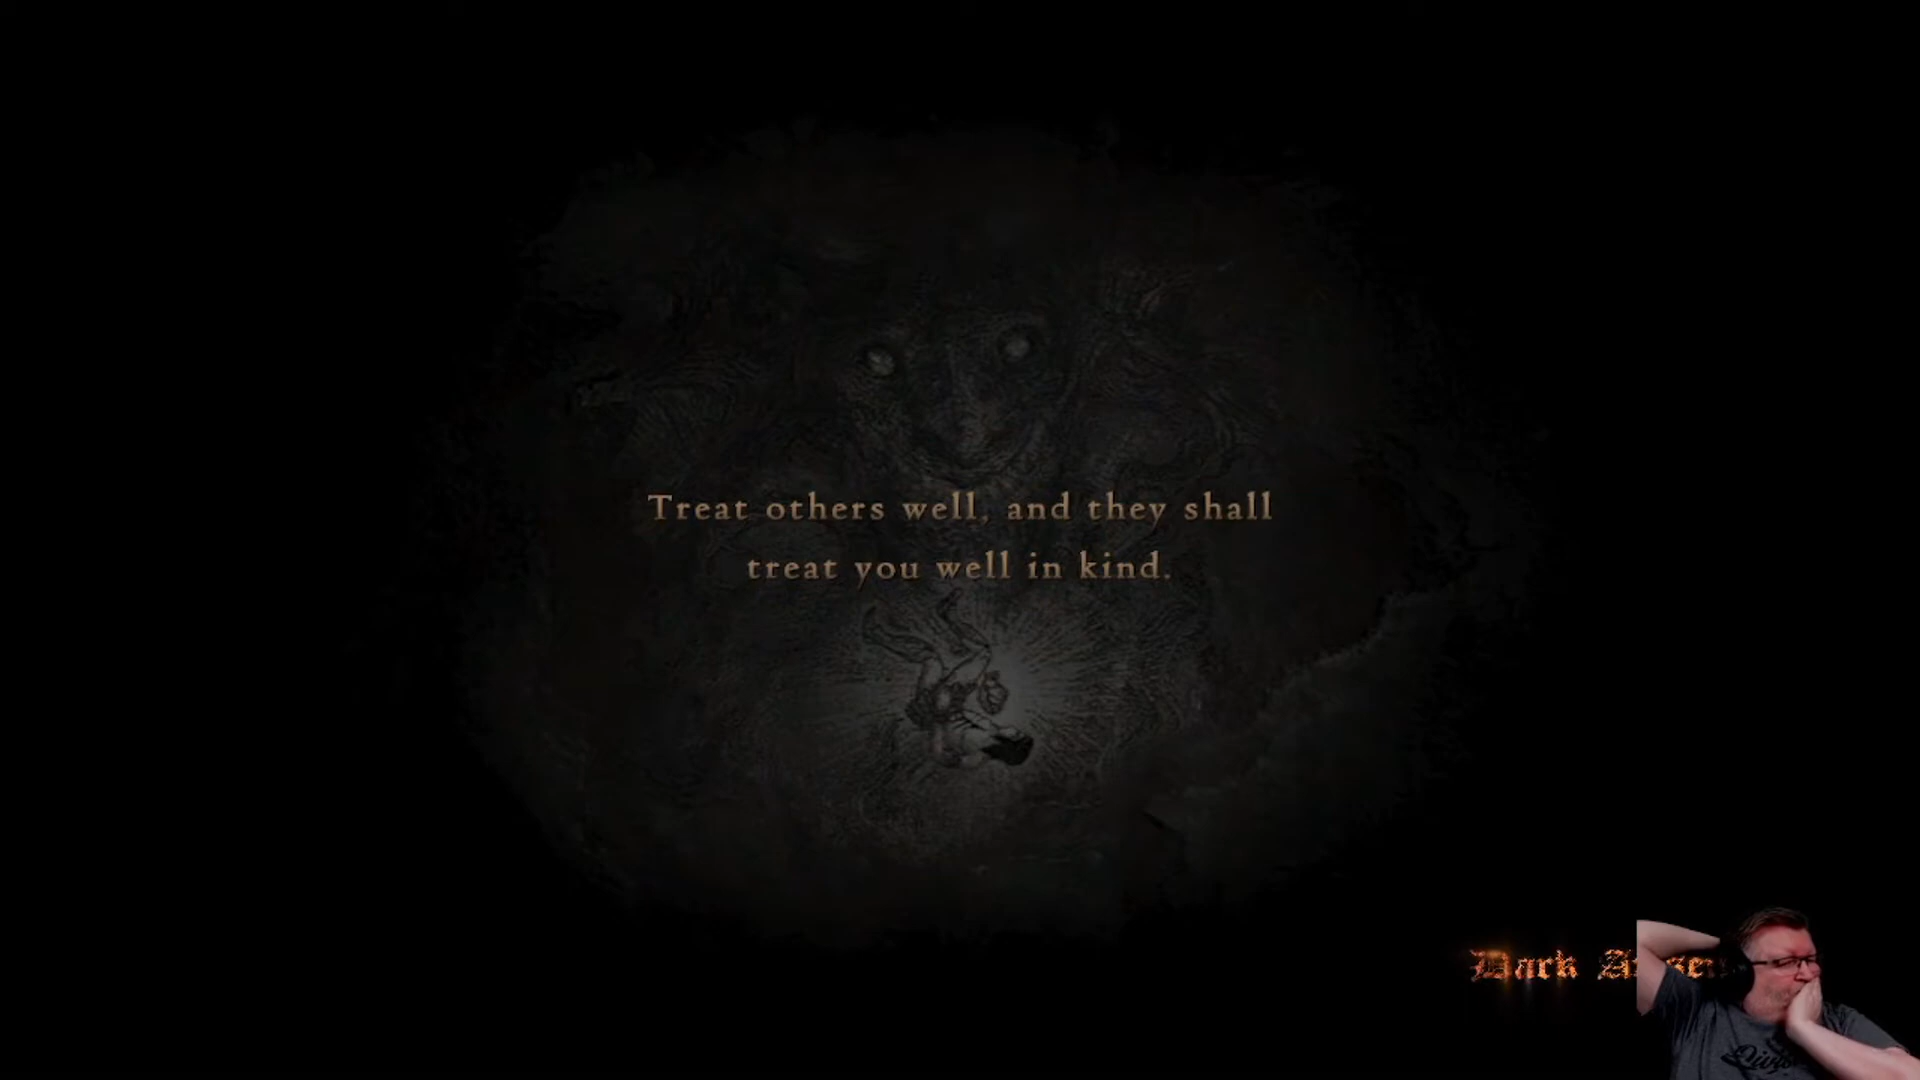 Treat others well, and they shall
treat you well in kind.
Dark